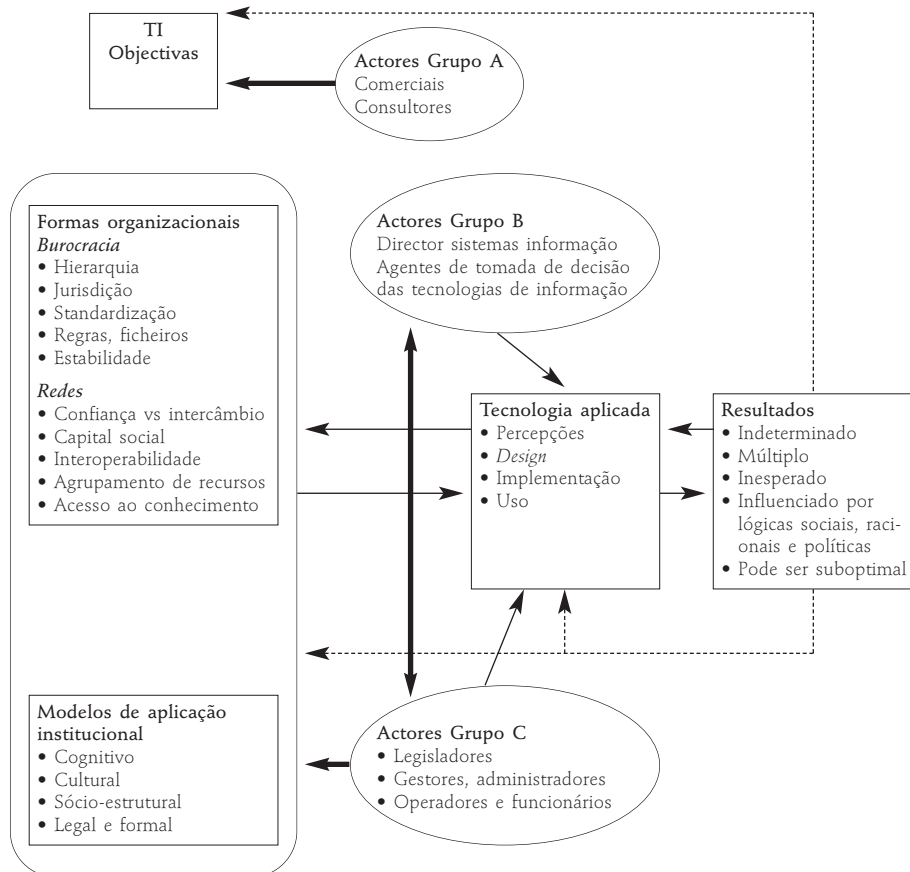 TI
Objectivas
Actores Grupo A
Comerciais
Consultores
Formas organizacionais
Burocracia
• Hierarquia
• Jurisdição
• Standardização
• Regras, ficheiros
• Estabilidade
Redes
• Confiança vs intercâmbio
• Capital social
• Interoperabilidade
• Agrupamento de recursos
• Acesso ao conhecimento
Actores Grupo B
Director sistemas informação
Agentes de tomada de decisão
das tecnologias de informação
Tecnologia aplicada
• Percepções
• Design
• Implementação
• Uso
Resultados
• Indeterminado
• Múltiplo
• Inesperado
• Influenciado por
lógicas sociais, raci-
onais e políticas
• Pode ser suboptimal
Modelos de aplicação
institucional
• Cognitivo
• Cultural
• Sócio-estrutural
• Legal e formal
Actores Grupo C
• Legisladores
• Gestores, administradores
• Operadores e funcionários